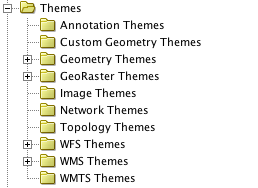 Themes
Annotation Themes
Custom Geometry Themes
Geometry Themes
GeoRaster Themes
Image Themes
Network Themes
Topology Themes
WFS Themes
WMS Themes
WMTS Themes